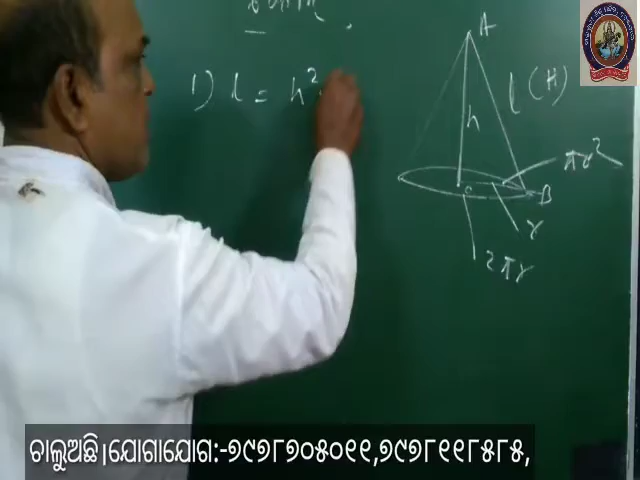 1) l = h²
A
h
l (H)
πr²
o
B
r
2πr
ଚାଲୁଅଛି।ଯୋଗାଯୋଗ:-୭୯୭୮୭୦୫୦୧୧,୭୯୭୮୧୧୮୫୮୫,